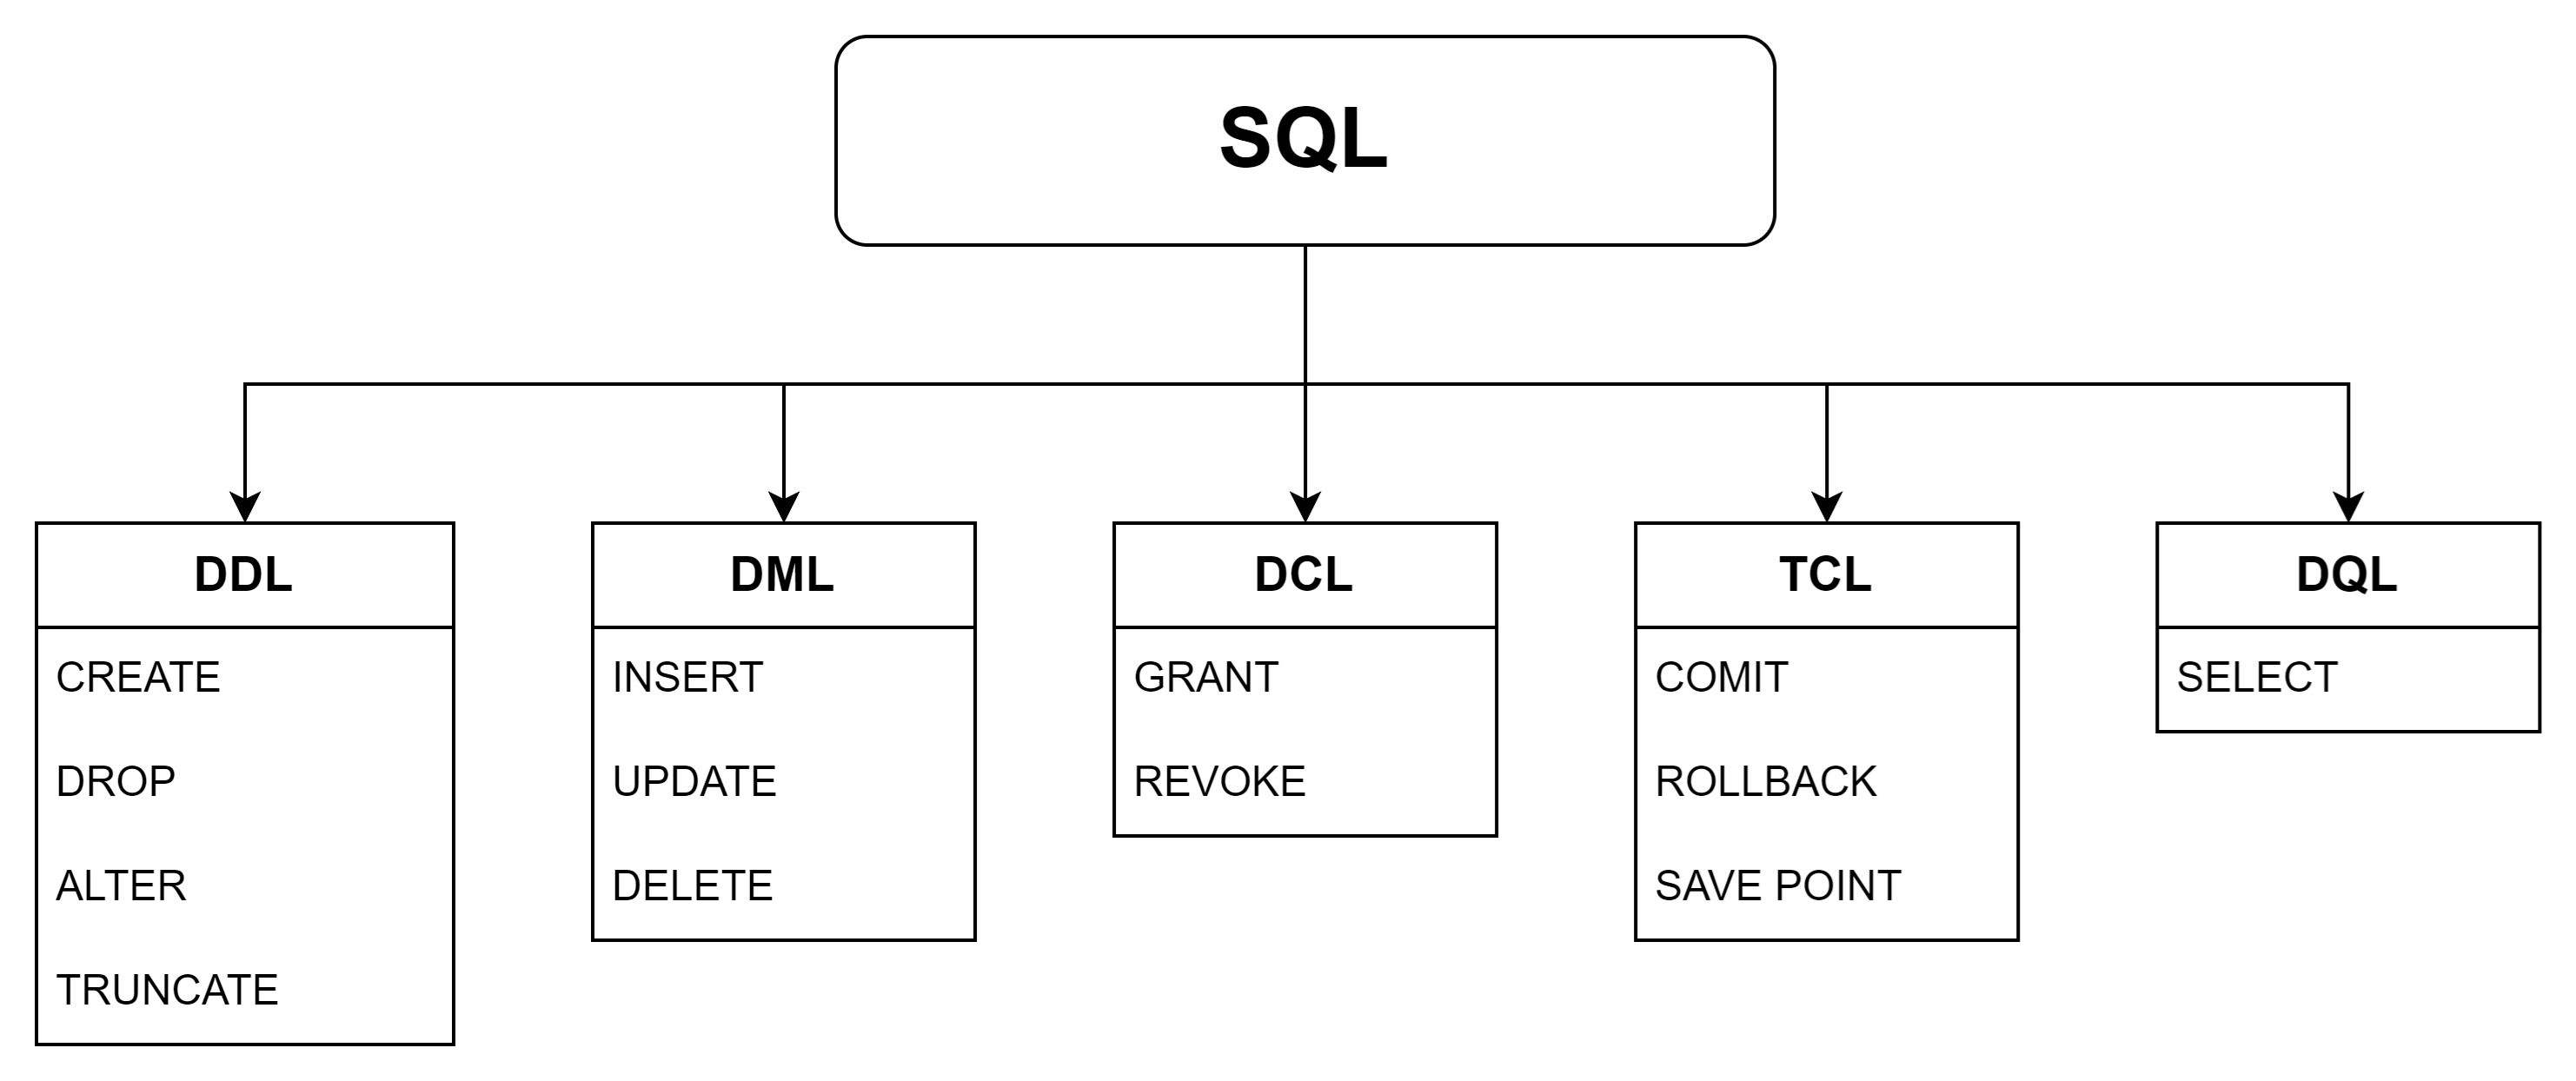 SQL
DDL
CREATE
DROP
ALTER
TRUNCATE
DML
INSERT
UPDATE
DELETE
DCL
GRANT
REVOKE
TCL
COMIT
ROLLBACK
SAVE POINT
DQL
SELECT